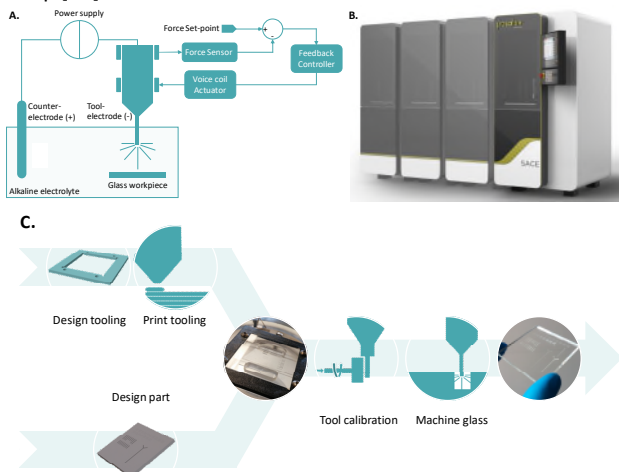 A.
Power supply
Force Set-point
+
-
Force Sensor
Feedback
Controller
Voice coil
Actuator
Counter-
electrode (+)
Tool-
electrode (-)
Alkaline electrolyte
Glass workpiece
B.
SACE
C.
Design tooling
Print tooling
Design part
Tool calibration
Machine glass